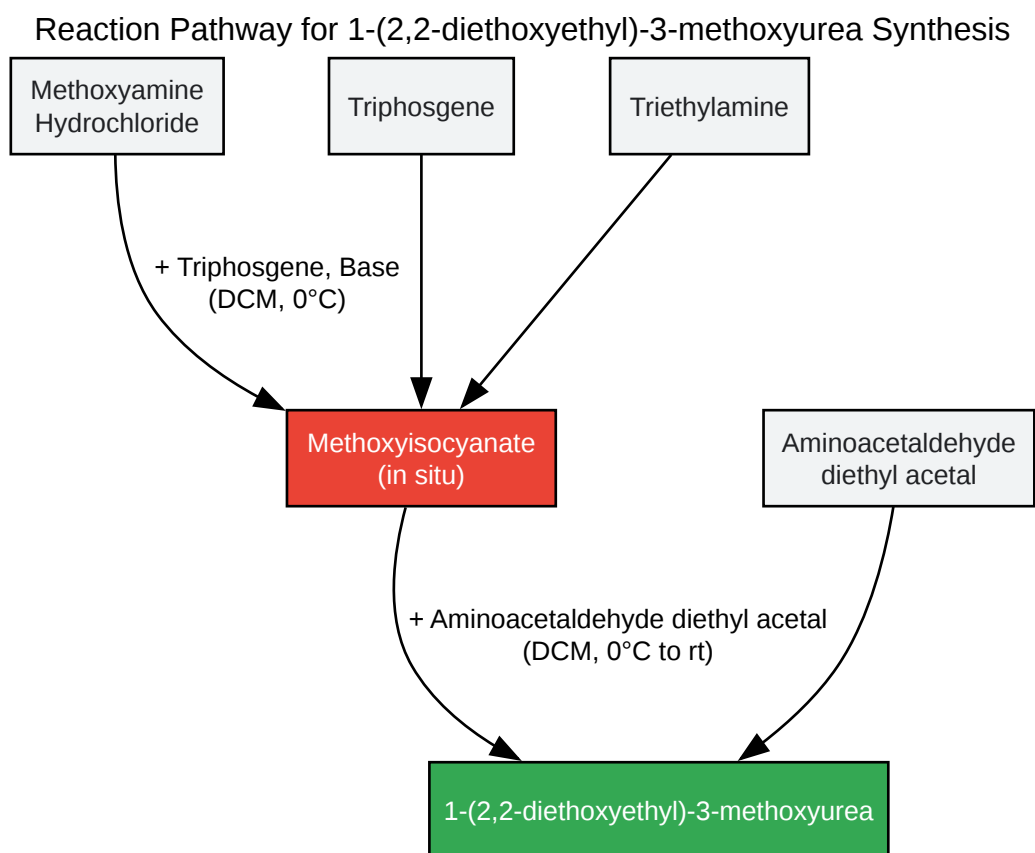 Reaction Pathway for 1-(2,2-diethoxyethyl)-3-methoxyurea Synthesis
Methoxyamine
Hydrochloride
Triphosgene
Triethylamine
+ Triphosgene, Base
(DCM, 0°C)
Methoxyisocyanate
(in situ)
Aminoacetaldehyde
diethyl acetal
+ Aminoacetaldehyde diethyl acetal
(DCM, 0°C to rt)
1-(2,2-diethoxyethyl)-3-methoxyurea